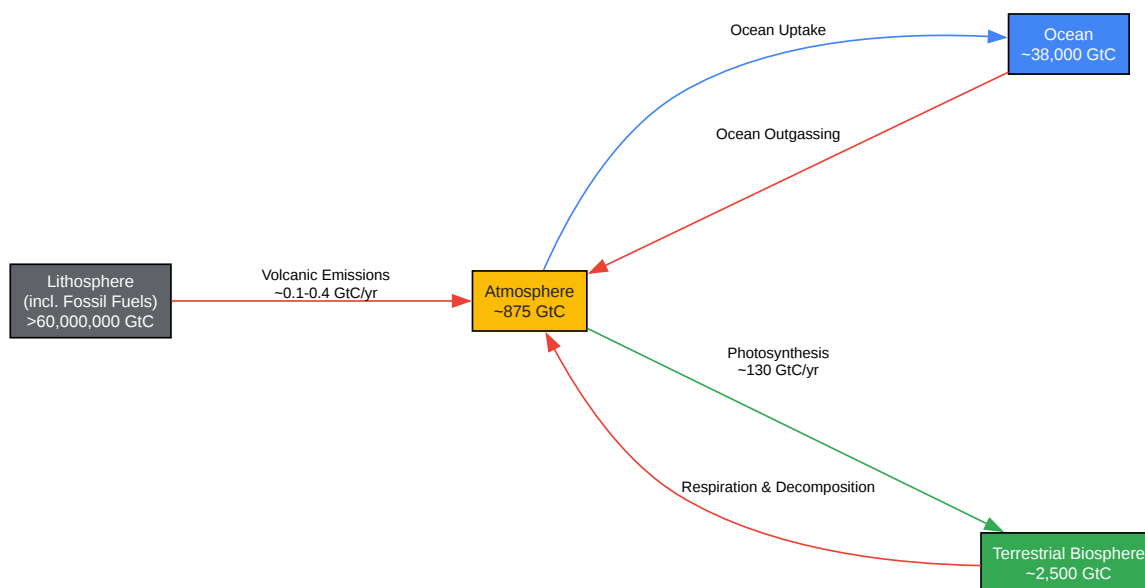 Ocean Uptake
Ocean
~38,000 GtC
Ocean Outgassing
Lithosphere
(incl. Fossil Fuels)
>60,000,000 GtC
Volcanic Emissions
~0.1-0.4 GtC/yr
Atmosphere
~875 GtC
Photosynthesis
~130 GtC/yr
Respiration & Decomposition
Terrestrial Biosphere
~2,500 GtC